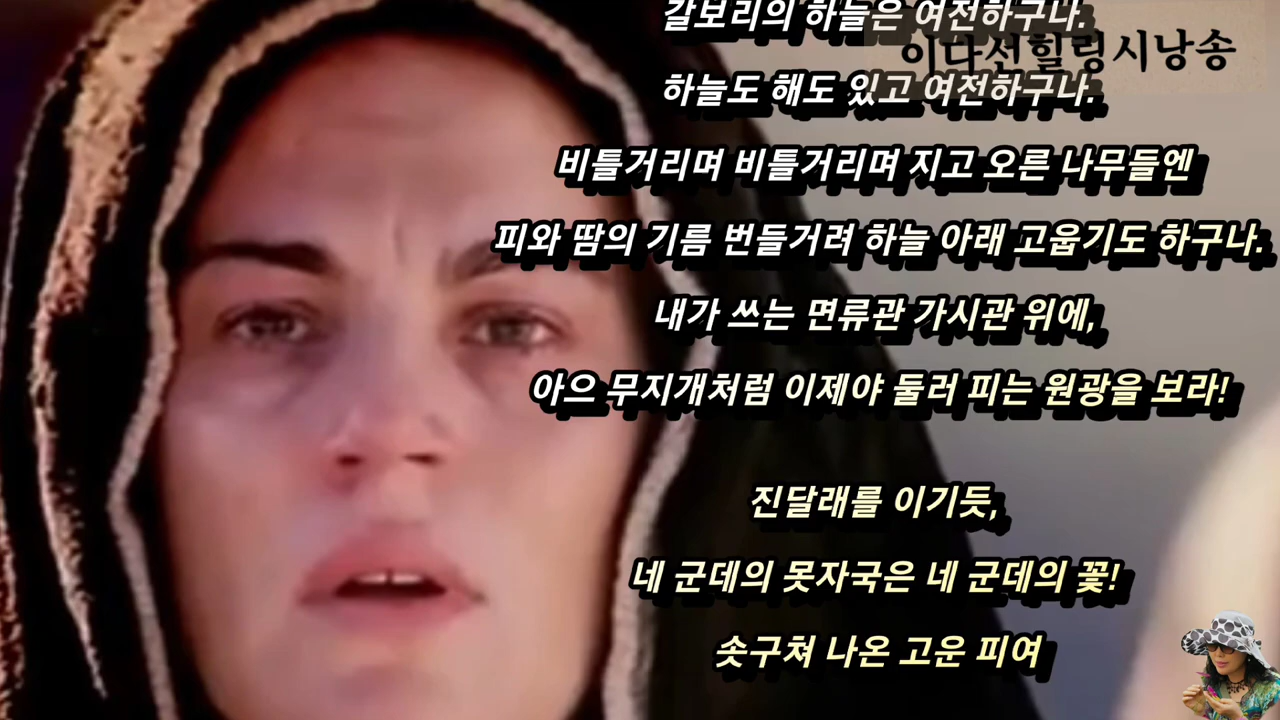 갈보리의 하늘은 여전하구나.
이다선힐링시낭송
하늘도 해도 있고 여전하구나.
비틀거리며 비틀거리며 지고 오른 나무들엔
피와 땀의 기름 번들거려 하늘 아래 고웁기도 하구나.
내가 쓰는 면류관 가시관 위에,
아으 무지개처럼 이제야 둘러 피는 원광을 보라!
진달래를 이기듯,
네 군데의 못자국은 네 군데의 꽃!
솟구쳐 나온 고운 피여